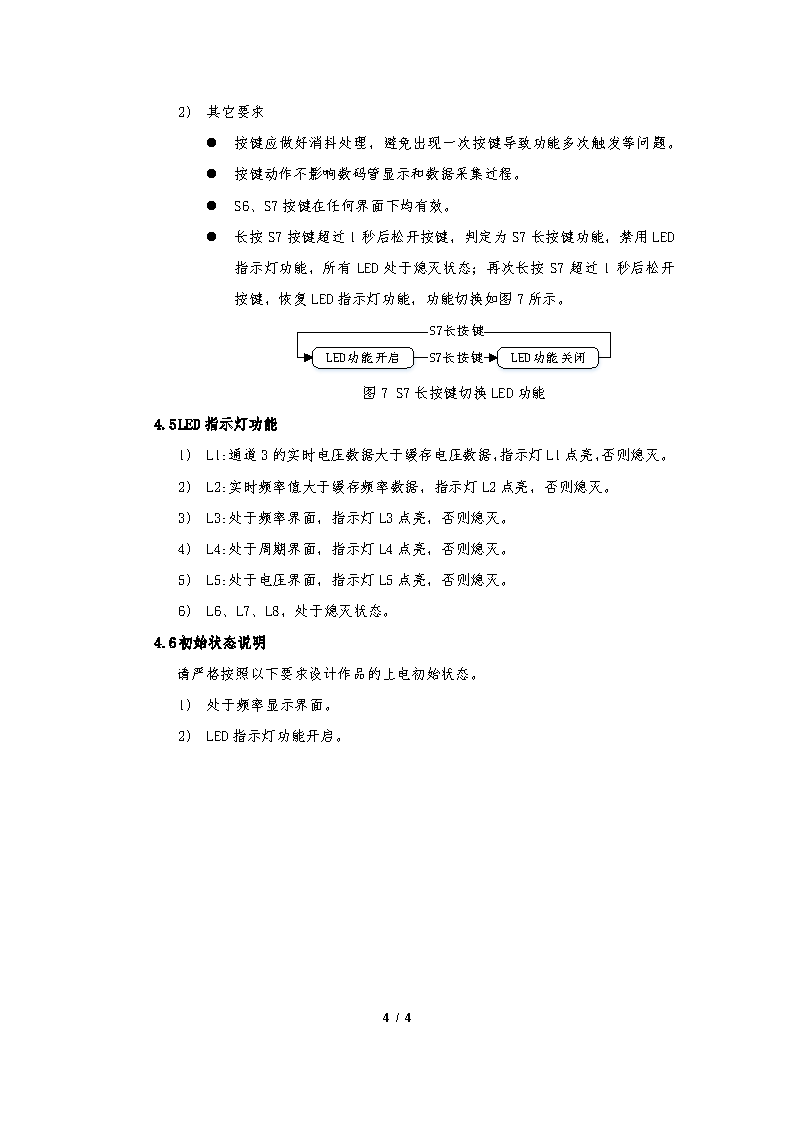 2) 其它要求
● 按键应做好消抖处理，避免出现一次按键导致功能多次触发等问题。
● 按键动作不影响数码管显示和数据采集过程。
● S6、S7 按键在任何界面下均有效。
● 长按 S7 按键超过 1 秒后松开按键，判定为 S7 长按键功能，禁用 LED
指示灯功能，所有 LED 处于熄灭状态；再次长按 S7 超过 1 秒后松开
按键，恢复 LED 指示灯功能，功能切换如图 7 所示。
S7长按键
LED功能开启 S7长按键 LED功能关闭
图 7 S7 长按键切换 LED 功能
4.5LED 指示灯功能
1) L1:通道 3 的实时电压数据大于缓存电压数据,指示灯 L1 点亮,否则熄灭。
2) L2:实时频率值大于缓存频率数据，指示灯 L2 点亮，否则熄灭。
3) L3:处于频率界面，指示灯 L3 点亮，否则熄灭。
4) L4:处于周期界面，指示灯 L4 点亮，否则熄灭。
5) L5:处于电压界面，指示灯 L5 点亮，否则熄灭。
6) L6、L7、L8，处于熄灭状态。
4.6初始状态说明
请严格按照以下要求设计作品的上电初始状态。
1) 处于频率显示界面。
2) LED 指示灯功能开启。
4 / 4